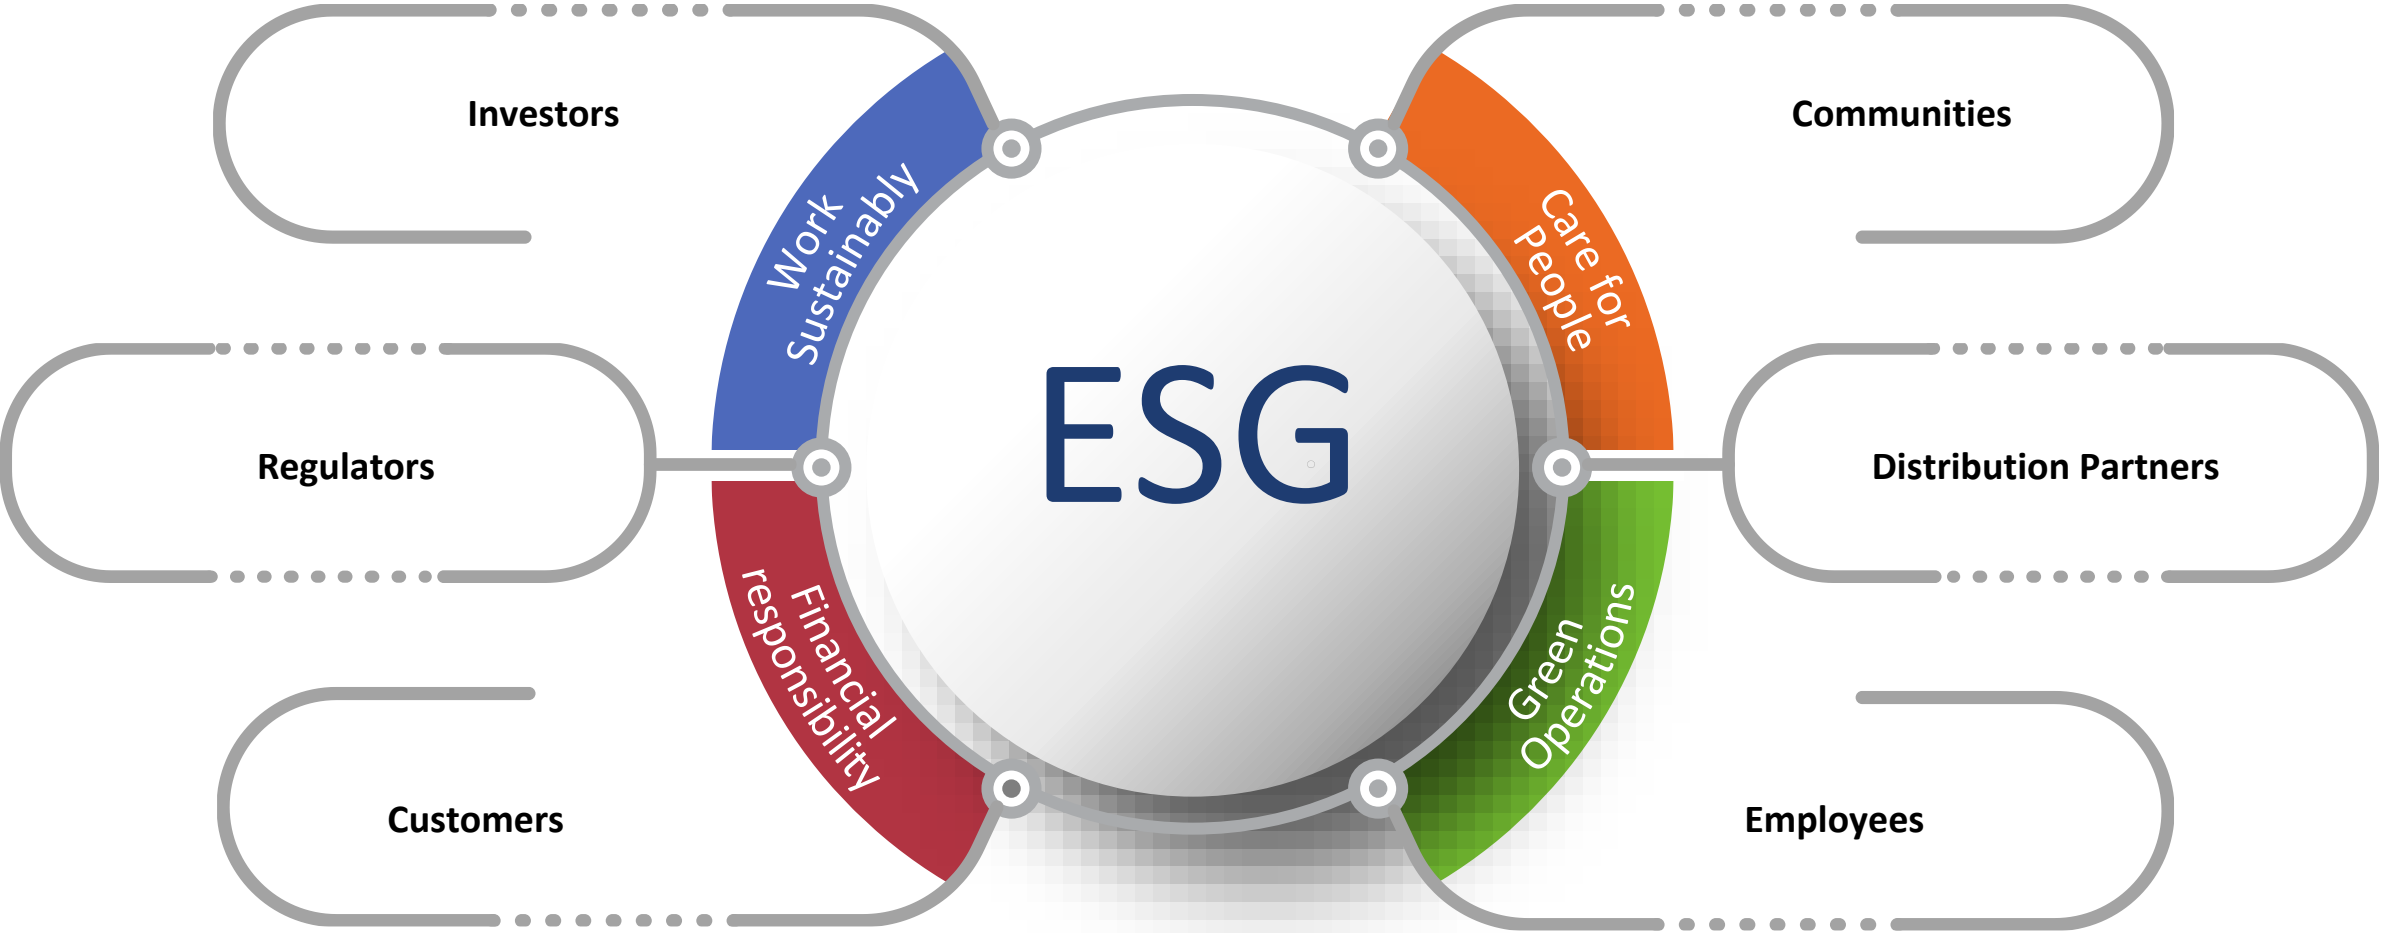 Investors
Communities
Work
Sustainably
Care for
People
ESG
Regulators
Distribution Partners
Financial
responsibility
Green
Operations
Customers
Employees